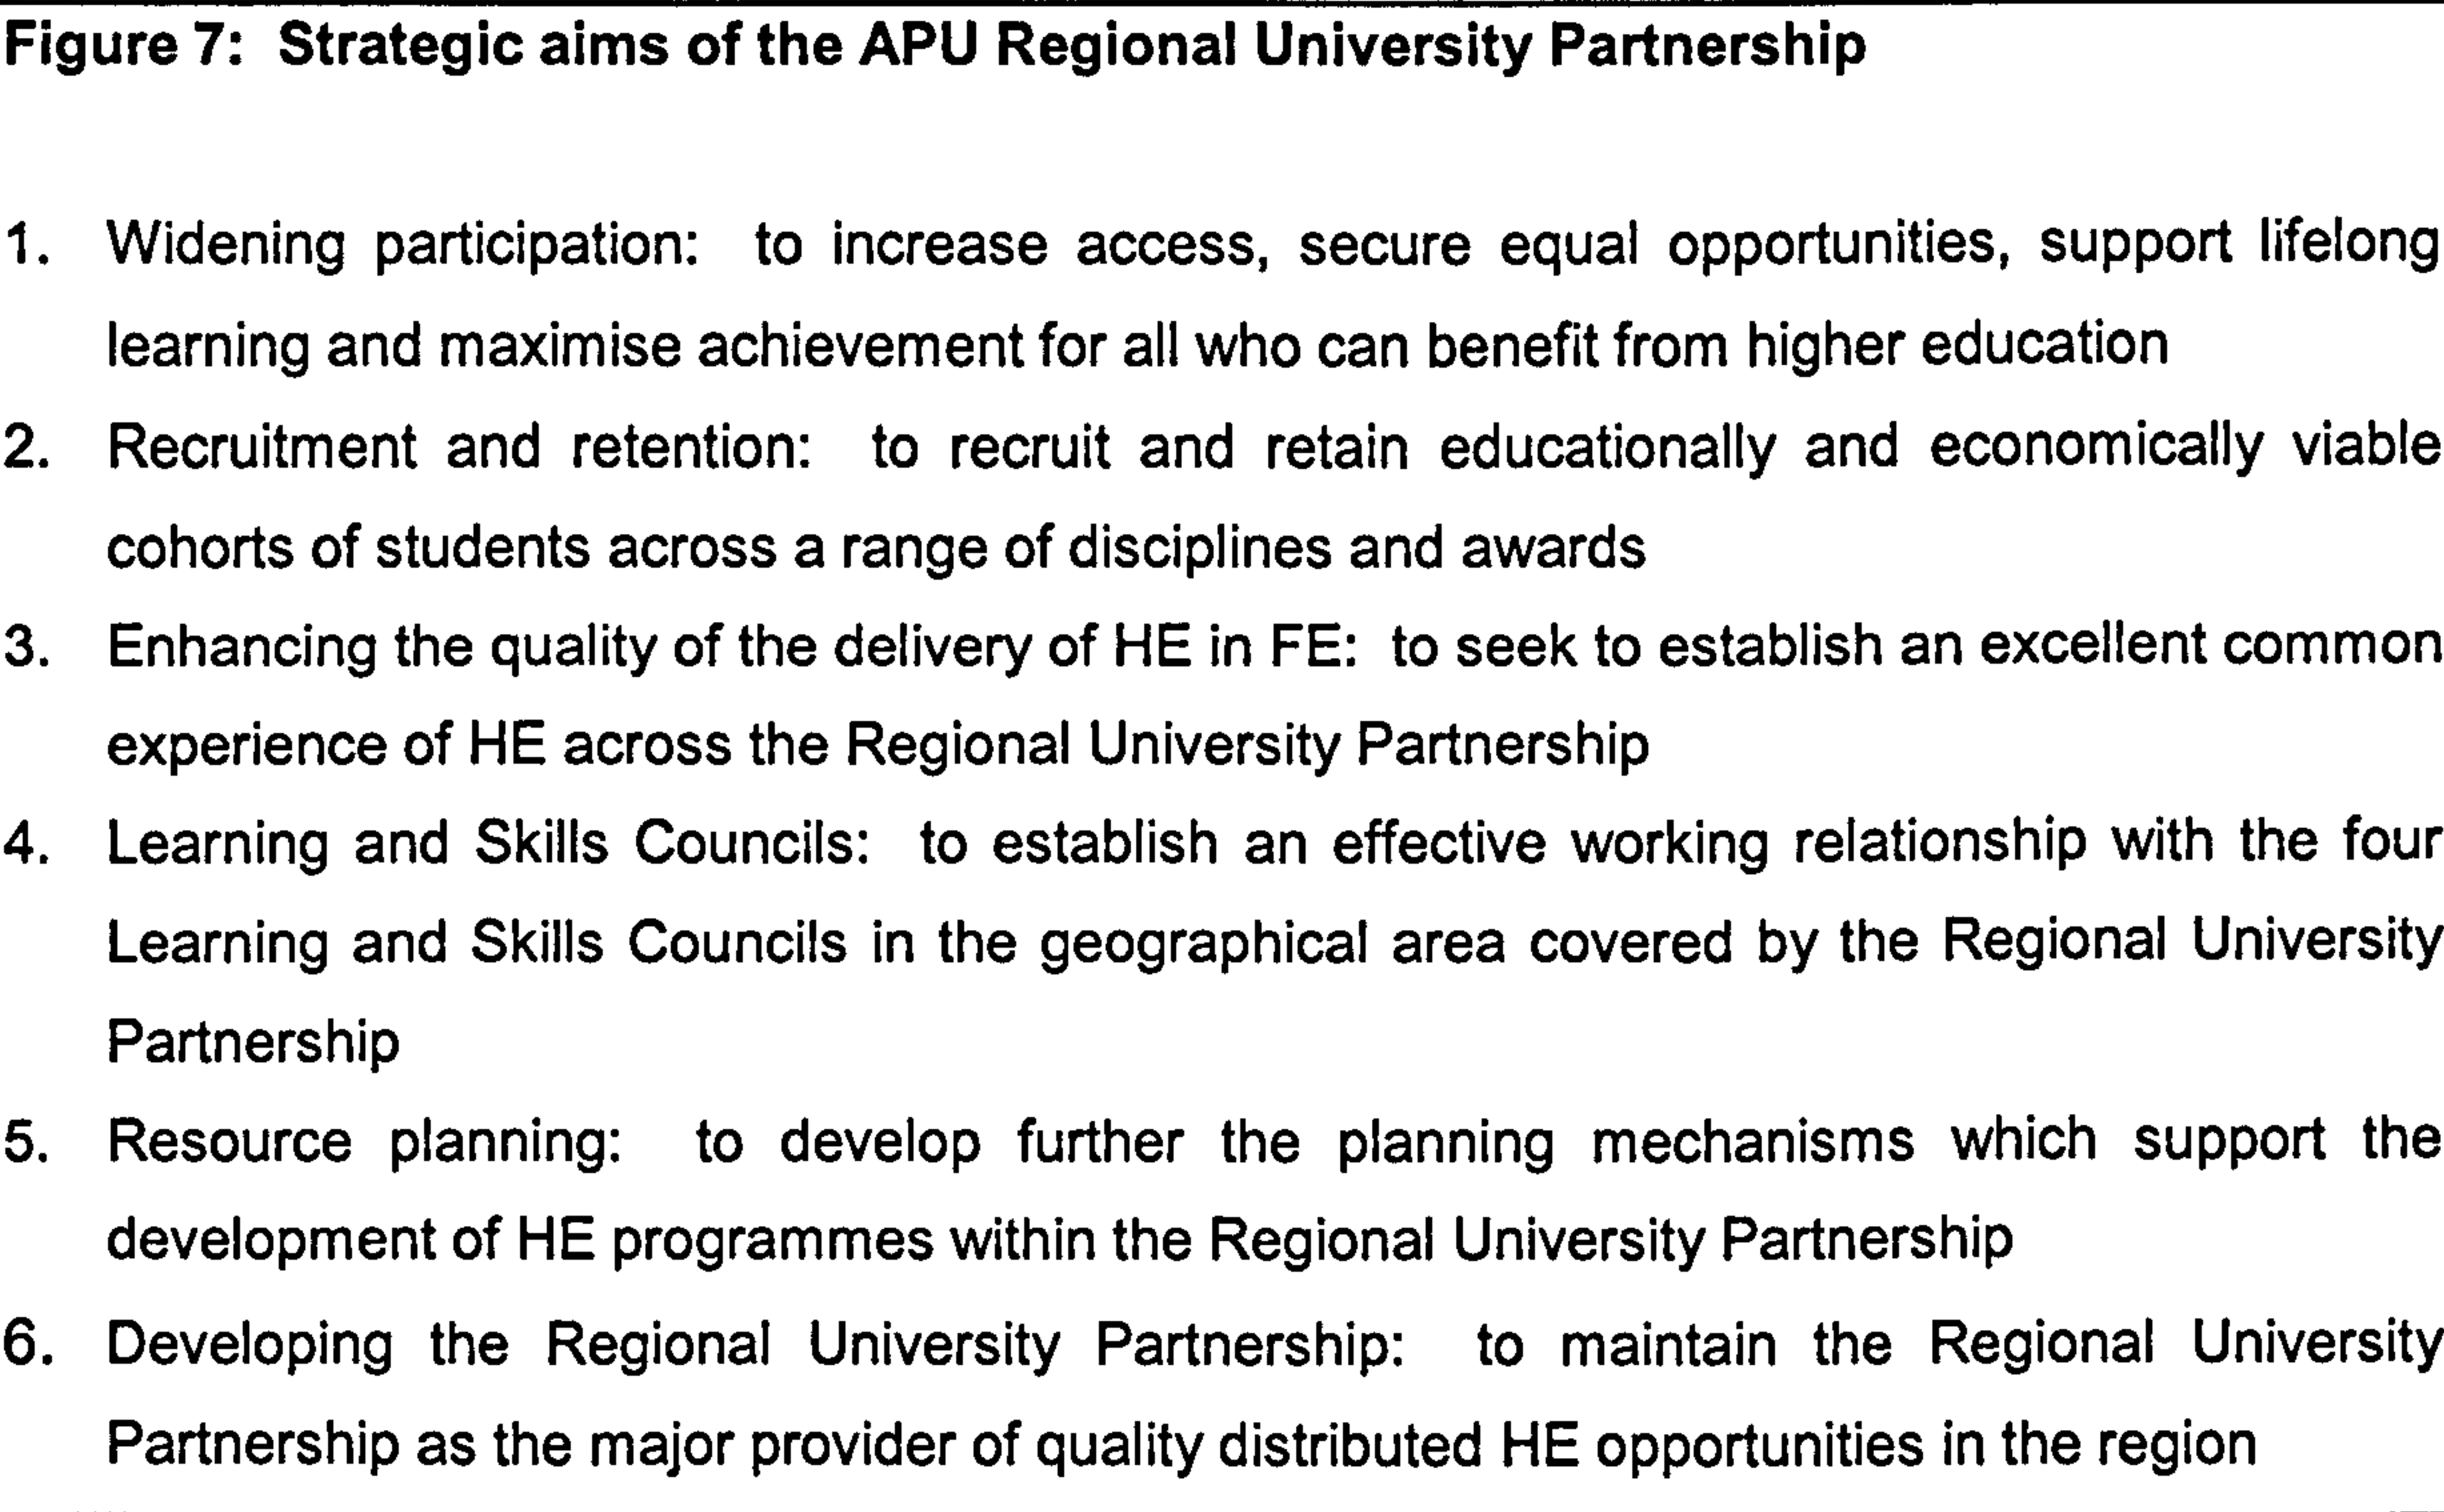 Figure 7: Strategic aims of the APU Regional University Partnership
1. Widening participation: to increase access, secure equal opportunities, support lifelong
learning and maximise achievement for all who can benefit from higher education
2. Recruitment and retention: to recruit and retain educationally and economically viable
cohorts of students across a range of disciplines and awards
3. Enhancing the quality of the delivery of HE in FE: to seek to establish an excellent common
experience of HE across the Regional University Partnership
4. Learning and Skills Councils: to establish an effective working relationship with the four
Learning and Skills Councils in the geographical area covered by the Regional University
Partnership
5. Resource planning: to develop further the planning mechanisms which support the
development of HE programmes within the Regional University Partnership
6. Developing the Regional University Partnership: to maintain the Regional University
Partnership as the major provider of quality distributed HE opportunities in the region